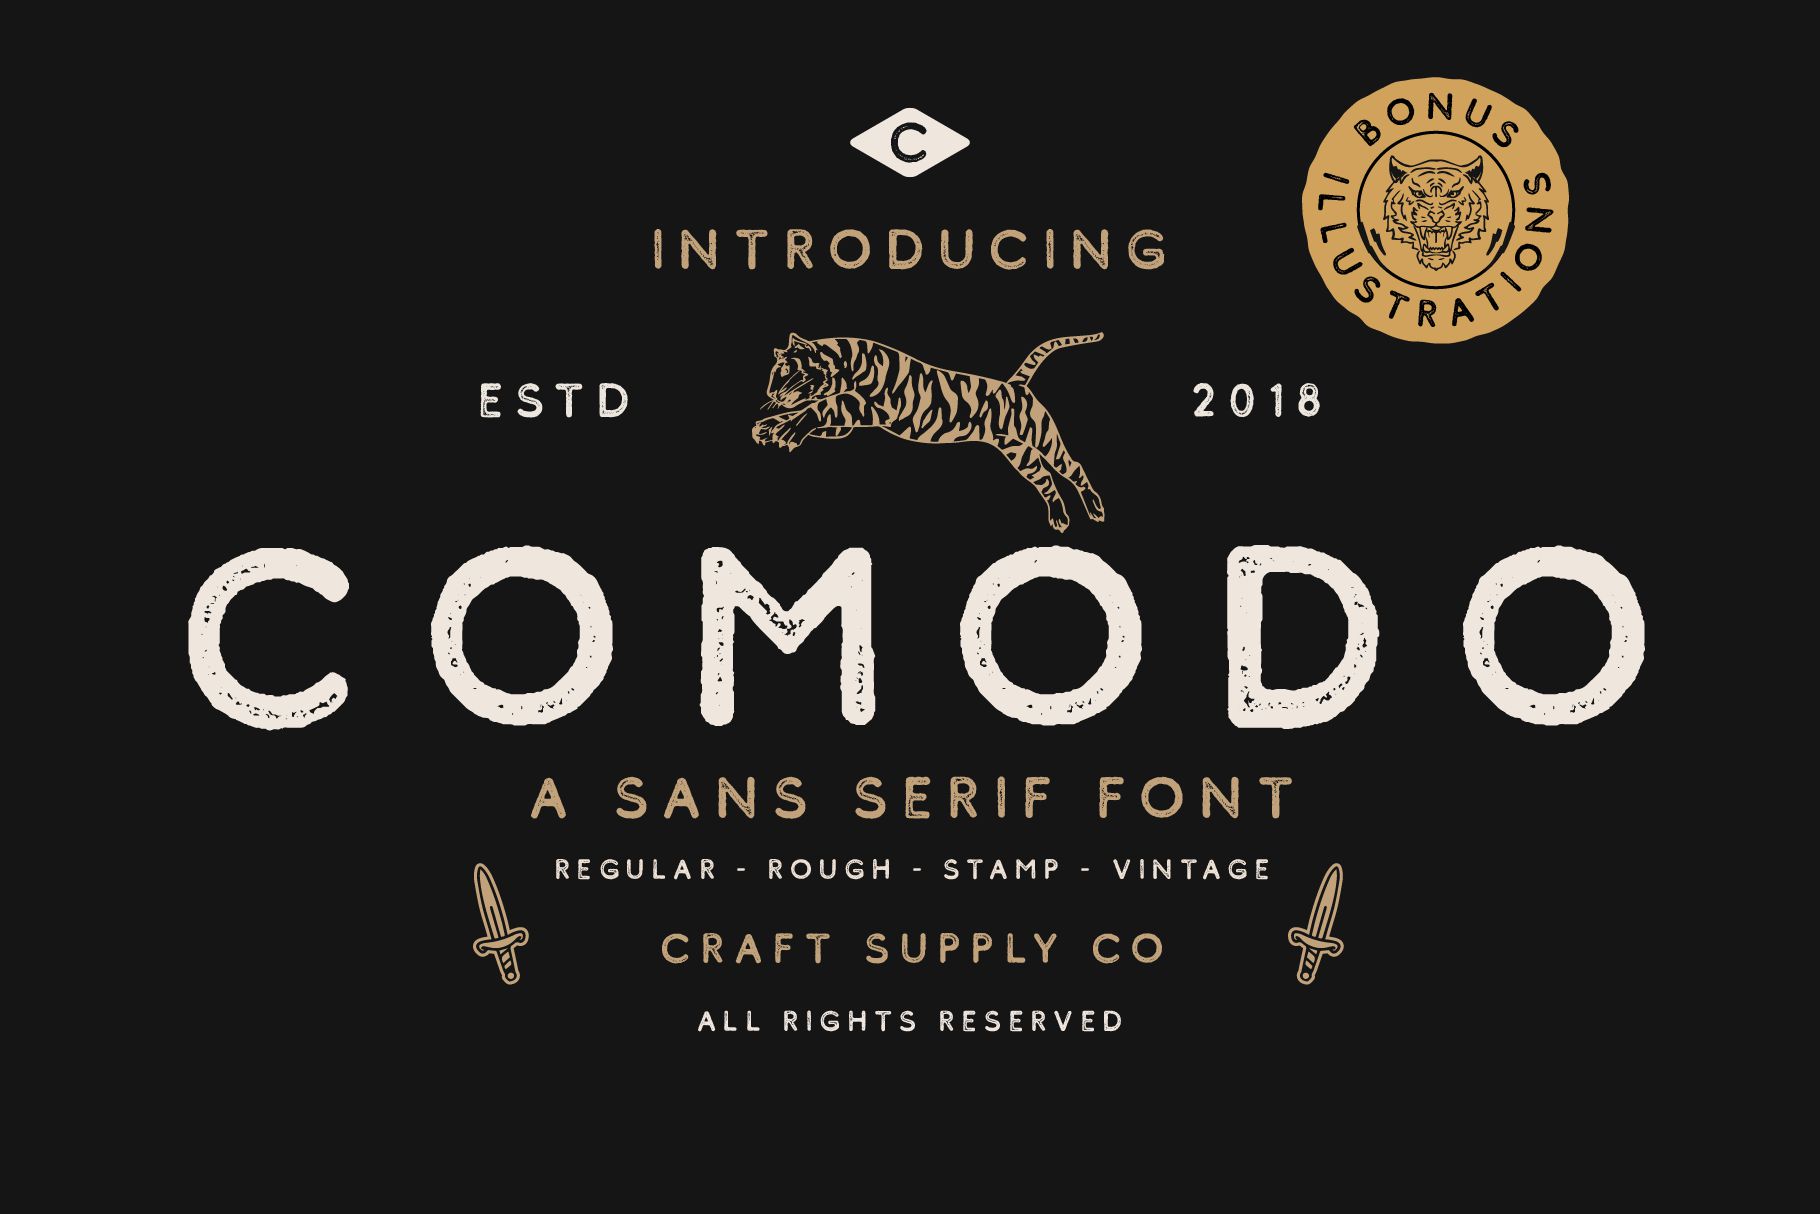 C
BONUS
ILLUSTRATIONS
INTRODUCING
ESTD 2018
COMODO
A SANS SERIF FONT
REGULAR - ROUGH - STAMP - VINTAGE
CRAFT SUPPLY CO
ALL RIGHTS RESERVED